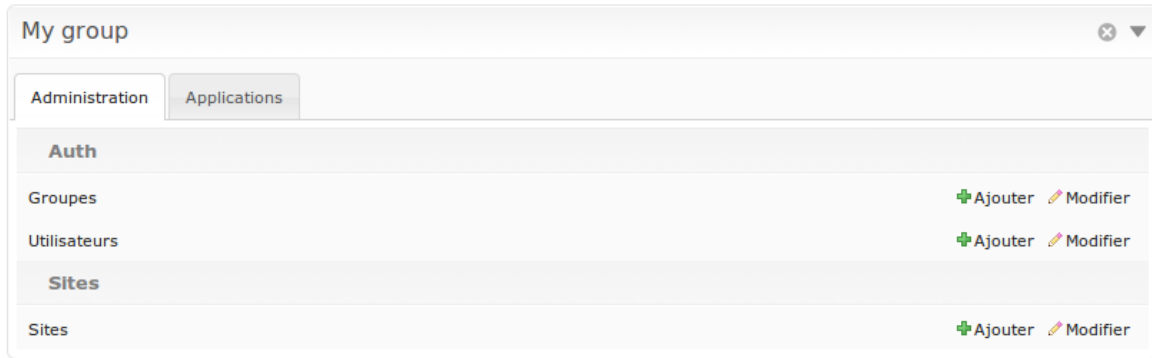 My group
Administration Applications
Auth
Groupes Ajouter Modifier
Utilisateurs Ajouter Modifier
Sites
Sites Ajouter Modifier